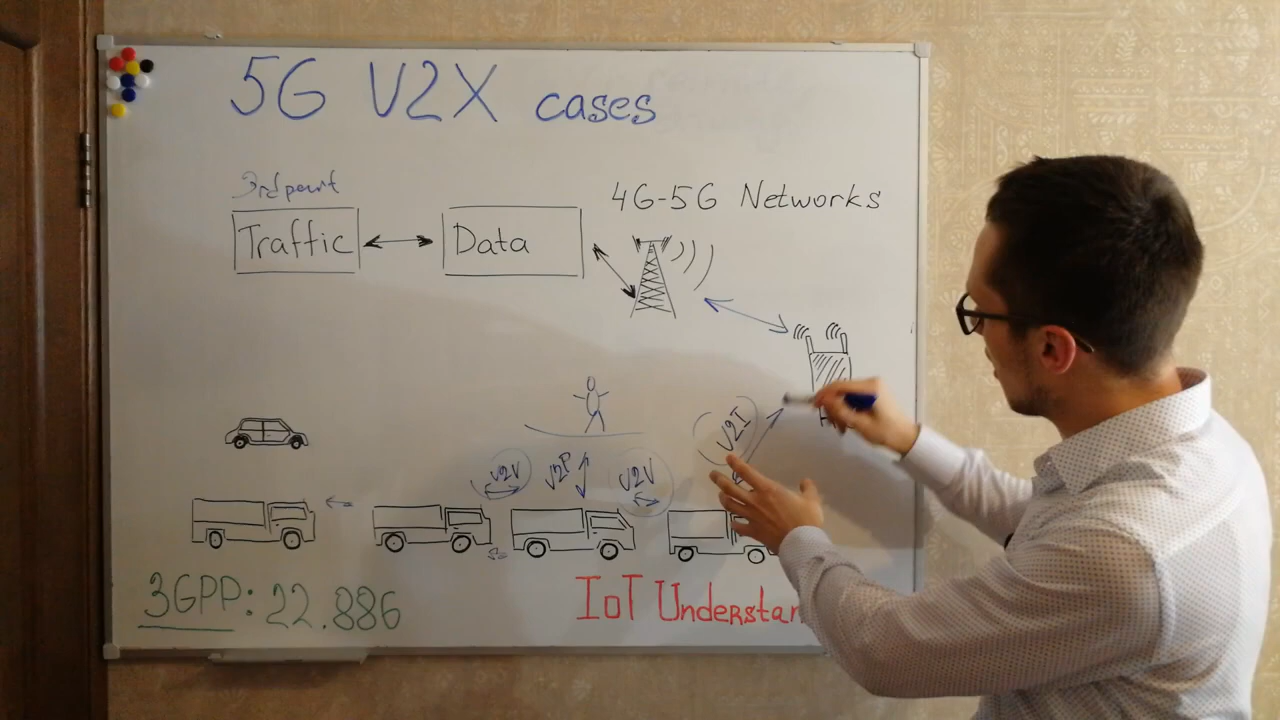 5G V2X cases
3rd part
4G-5G Networks
Traffic
Data
V2I
V2V
V2P
V2V
3GPP: 22.886
IoT Understan